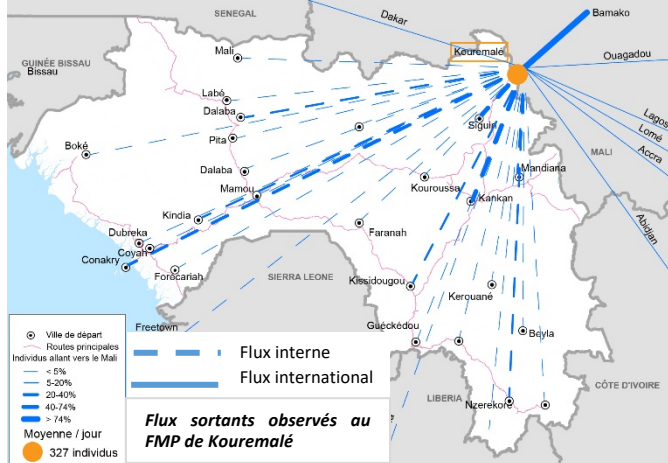 SENEGAL
MALI
Dakar
Bamako
Kouremalé
Ouagadou
GUINÉE BISSAU
Bissau
Mali
Labé
Dalaba
Pita
Boké
Siguiri
Lagos
Lomé
Accra
MALI
Dalaba
Mamou
Kouroussa
Mandiana
Kankan
Kindia
Dubreka
Coyah
Conakry
Forécariah
Faranah
Abidjan
SIERRA LEONE
Kissidougou
Kerouané
Freetown
Guéckédou
Beyla
CÔTE D'IVOIRE
LIBERIA
Nzerekore
Ville de départ
Routes principales
Individus allant vers le Mali
< 5%
5-20%
20-40%
40-74%
> 74%
Moyenne / jour
327 individus
Flux interne
Flux international
Flux sortants observés au
FMP de Kouremalé